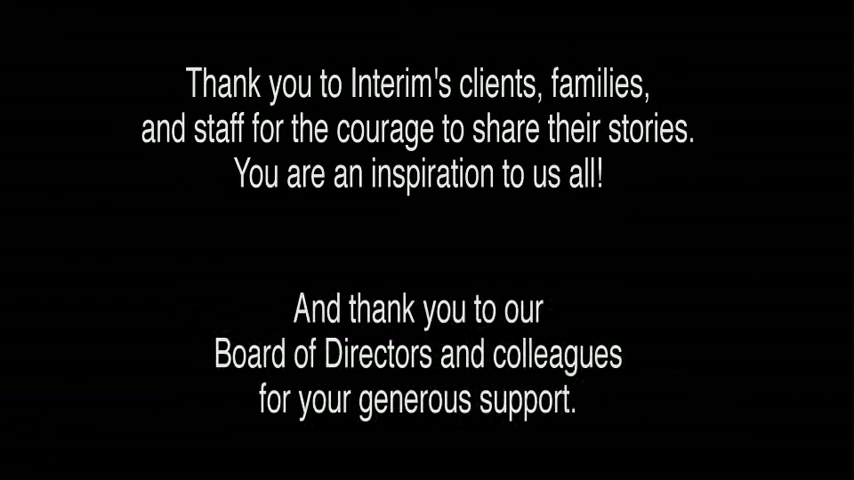 Thank you to Interim's clients, families,
and staff for the courage to share their stories.
You are an inspiration to us all!
And thank you to our
Board of Directors and colleagues
for your generous support.